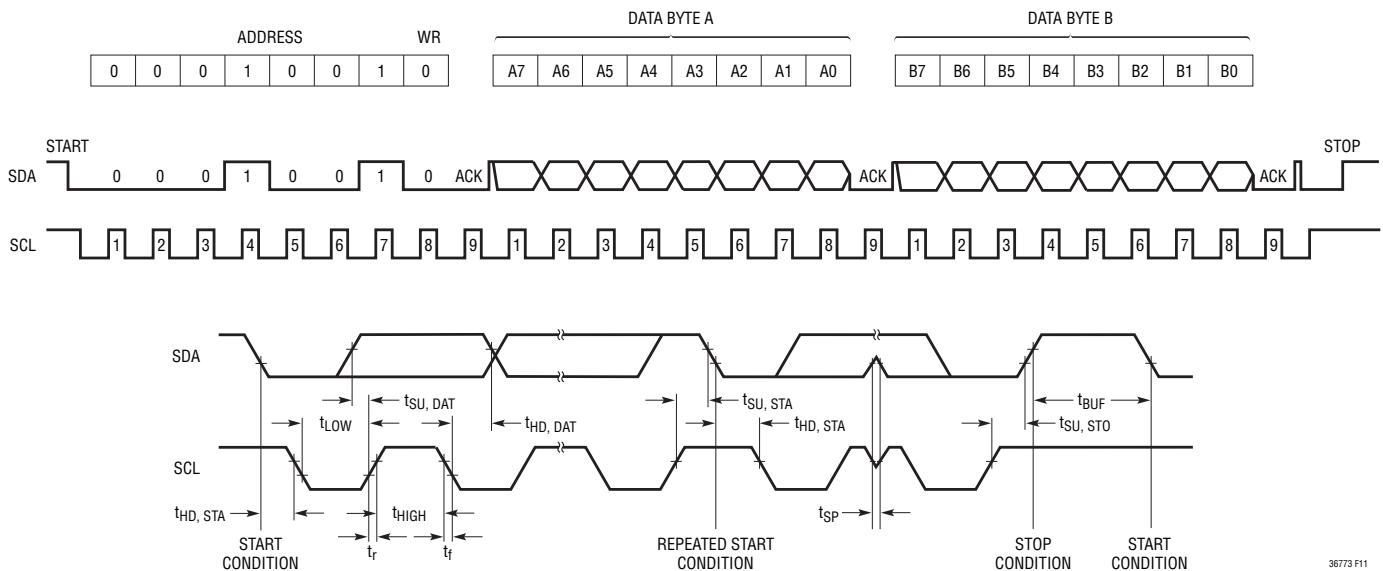 DATA BYTE A DATA BYTE B
ADDRESS WR
0 0 0 1 0 0 1 0 A7 A6 A5 A4 A3 A2 A1 A0 B7 B6 B5 B4 B3 B2 B1 B0
START STOP
SDA 0 0 0 1 0 0 1 0 ACK ACK ACK
SCL 1 2 3 4 5 6 7 8 9 1 2 3 4 5 6 7 8 9 1 2 3 4 5 6 7 8 9
SDA
tSU, DAT tSU, STA tBUF
tLOW tHD, DAT tHD, STA tSU, STO
SCL
tHD, STA tHIGH tSP
tr tf
START CONDITION
REPEATED START CONDITION
STOP CONDITION
START CONDITION
36773 F11